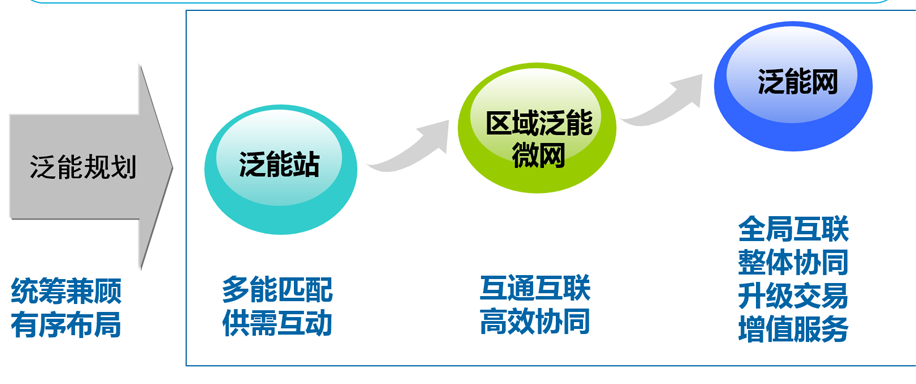 泛能规划
统筹兼顾
有序布局
泛能站
多能匹配
供需互动
区域泛能
微网
互通互联
高效协同
泛能网
全局互联
整体协同
升级交易
增值服务